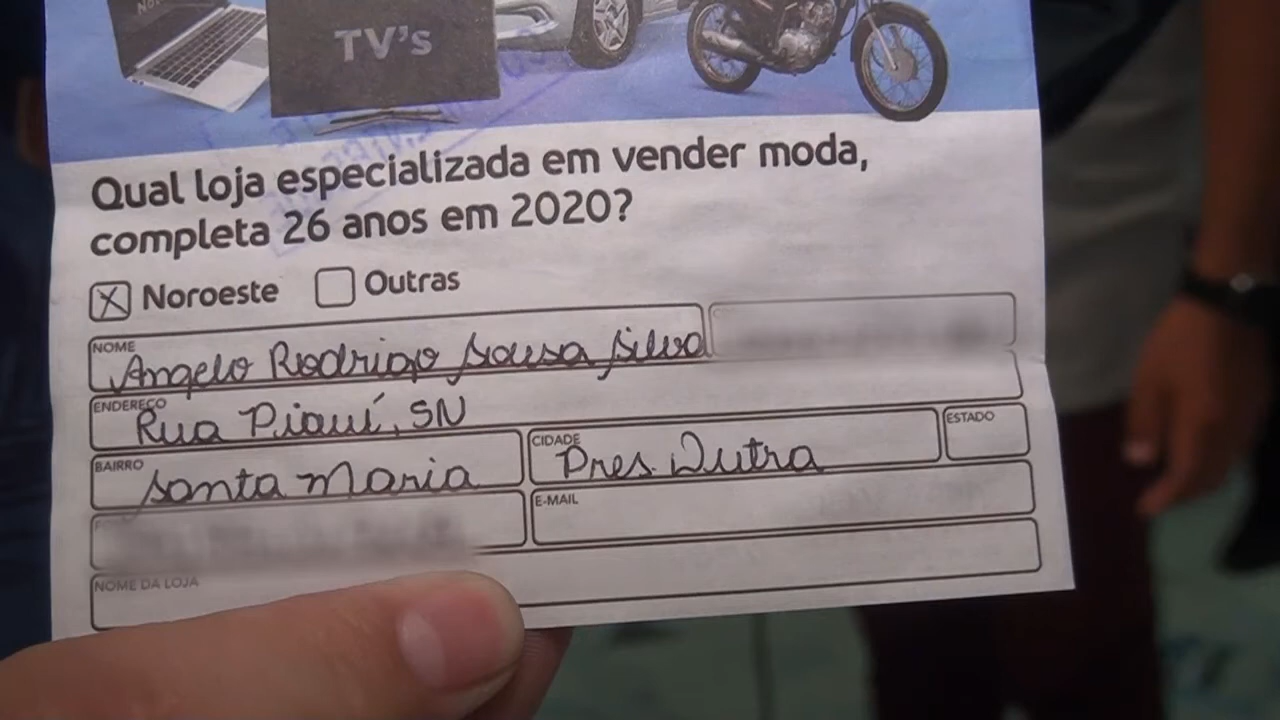 TV's
Qual loja especializada em vender moda,
completa 26 anos em 2020?
X Noroeste Outras
NOME Angelo Rodrigo Sousa Silva
ENDEREÇO Rua Piauí, SN
BAIRRO Santa Maria CIDADE Pres. Dutra ESTADO
E-MAIL
NOME DA LOJA